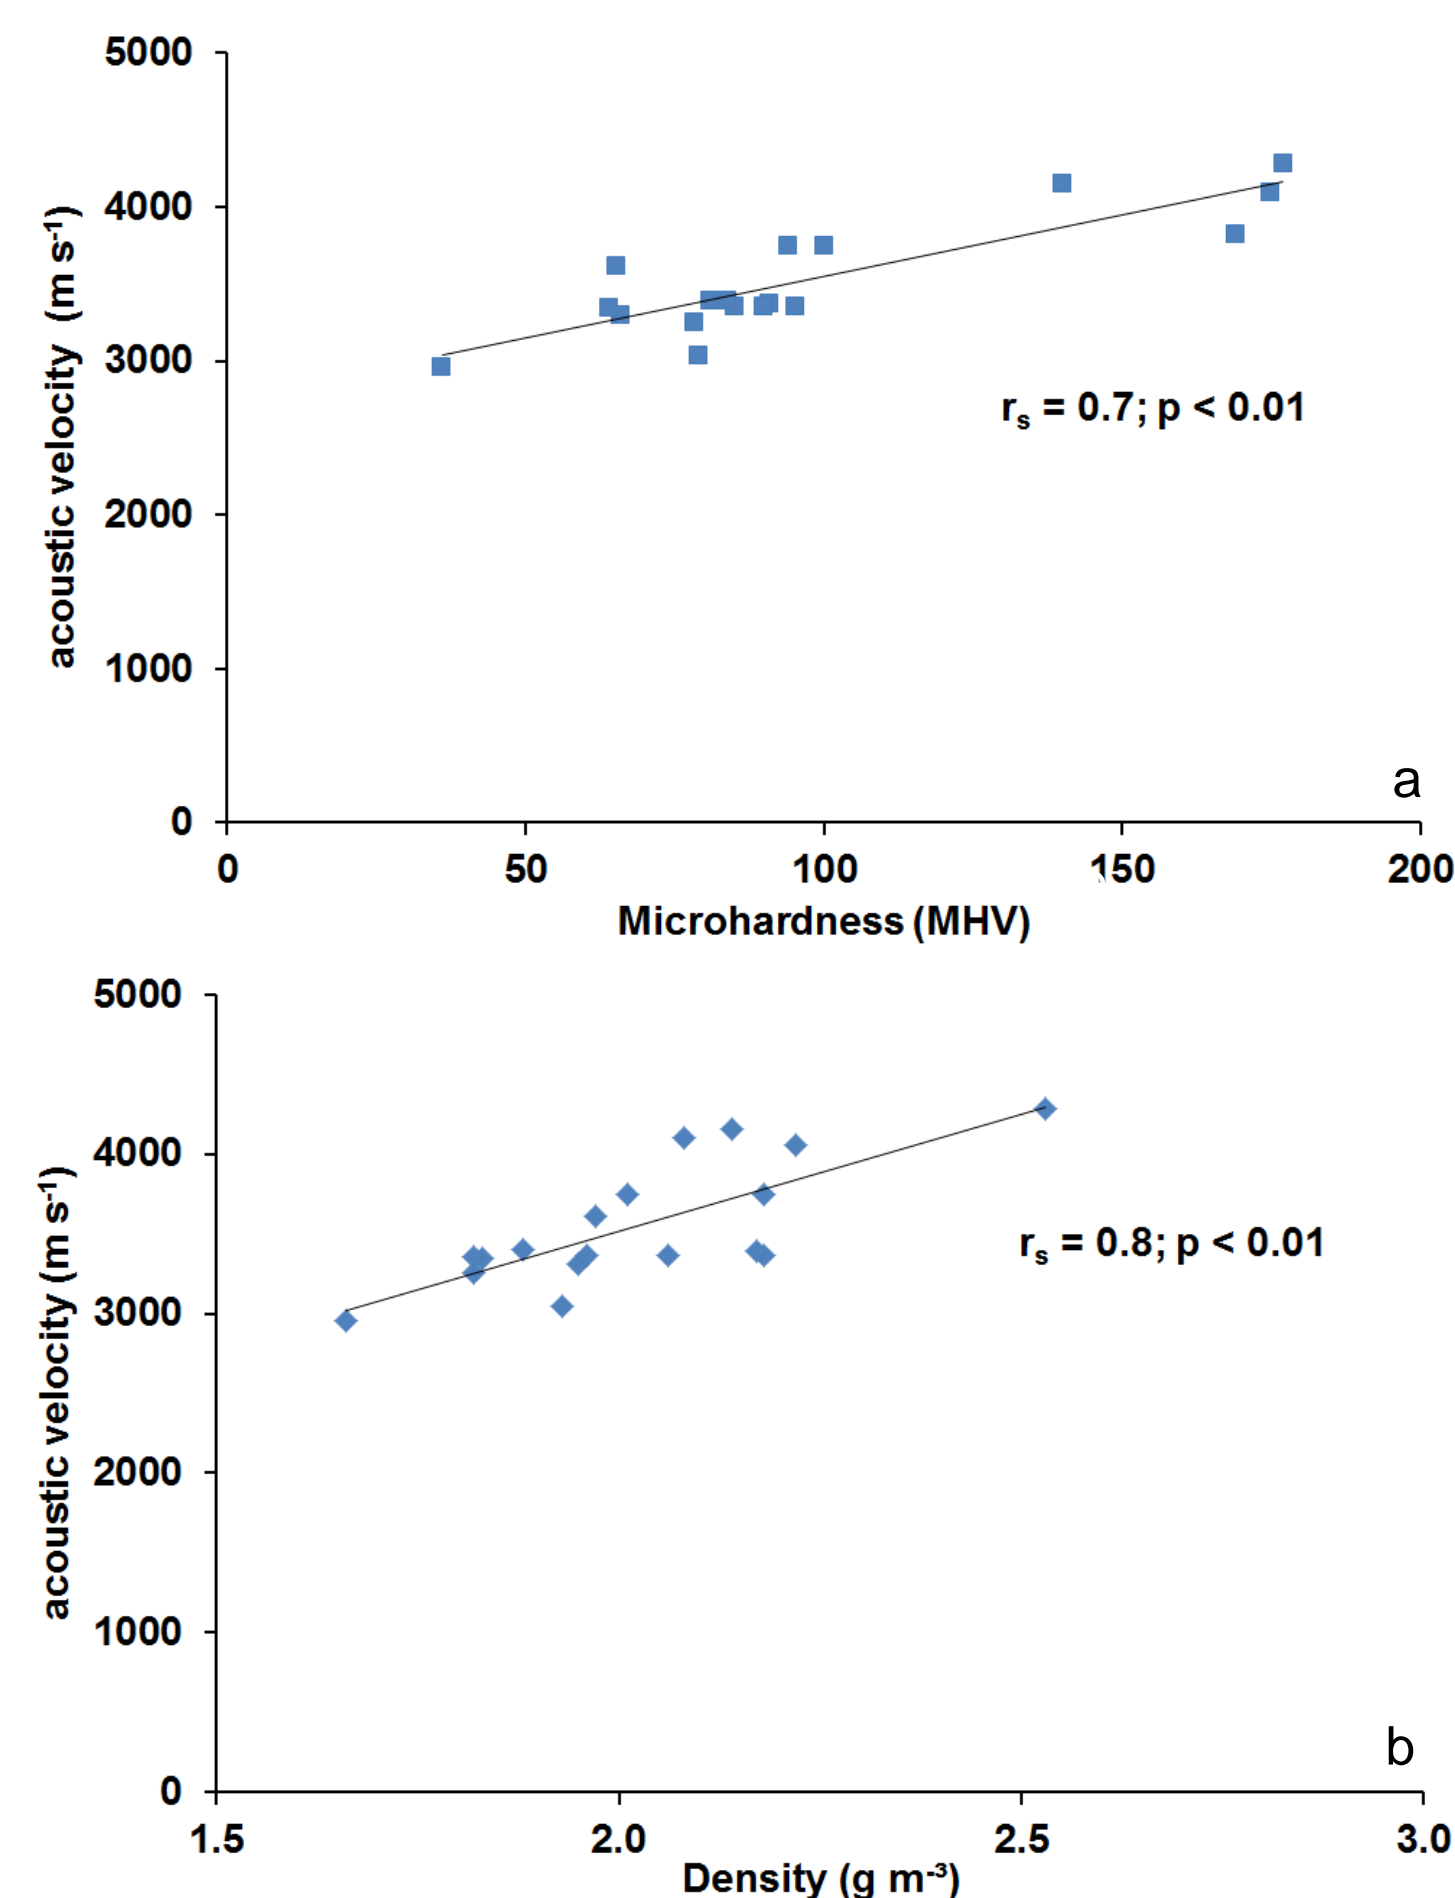 5000
4000
3000
2000
1000
0
acoustic velocity (m s⁻¹)
rₛ = 0.7; p < 0.01
a
0 50 100 150 200
Microhardness (MHV)
5000
4000
3000
2000
1000
0
acoustic velocity (m s⁻¹)
rₛ = 0.8; p < 0.01
b
1.5 2.0 2.5 3.0
Density (g m⁻³)